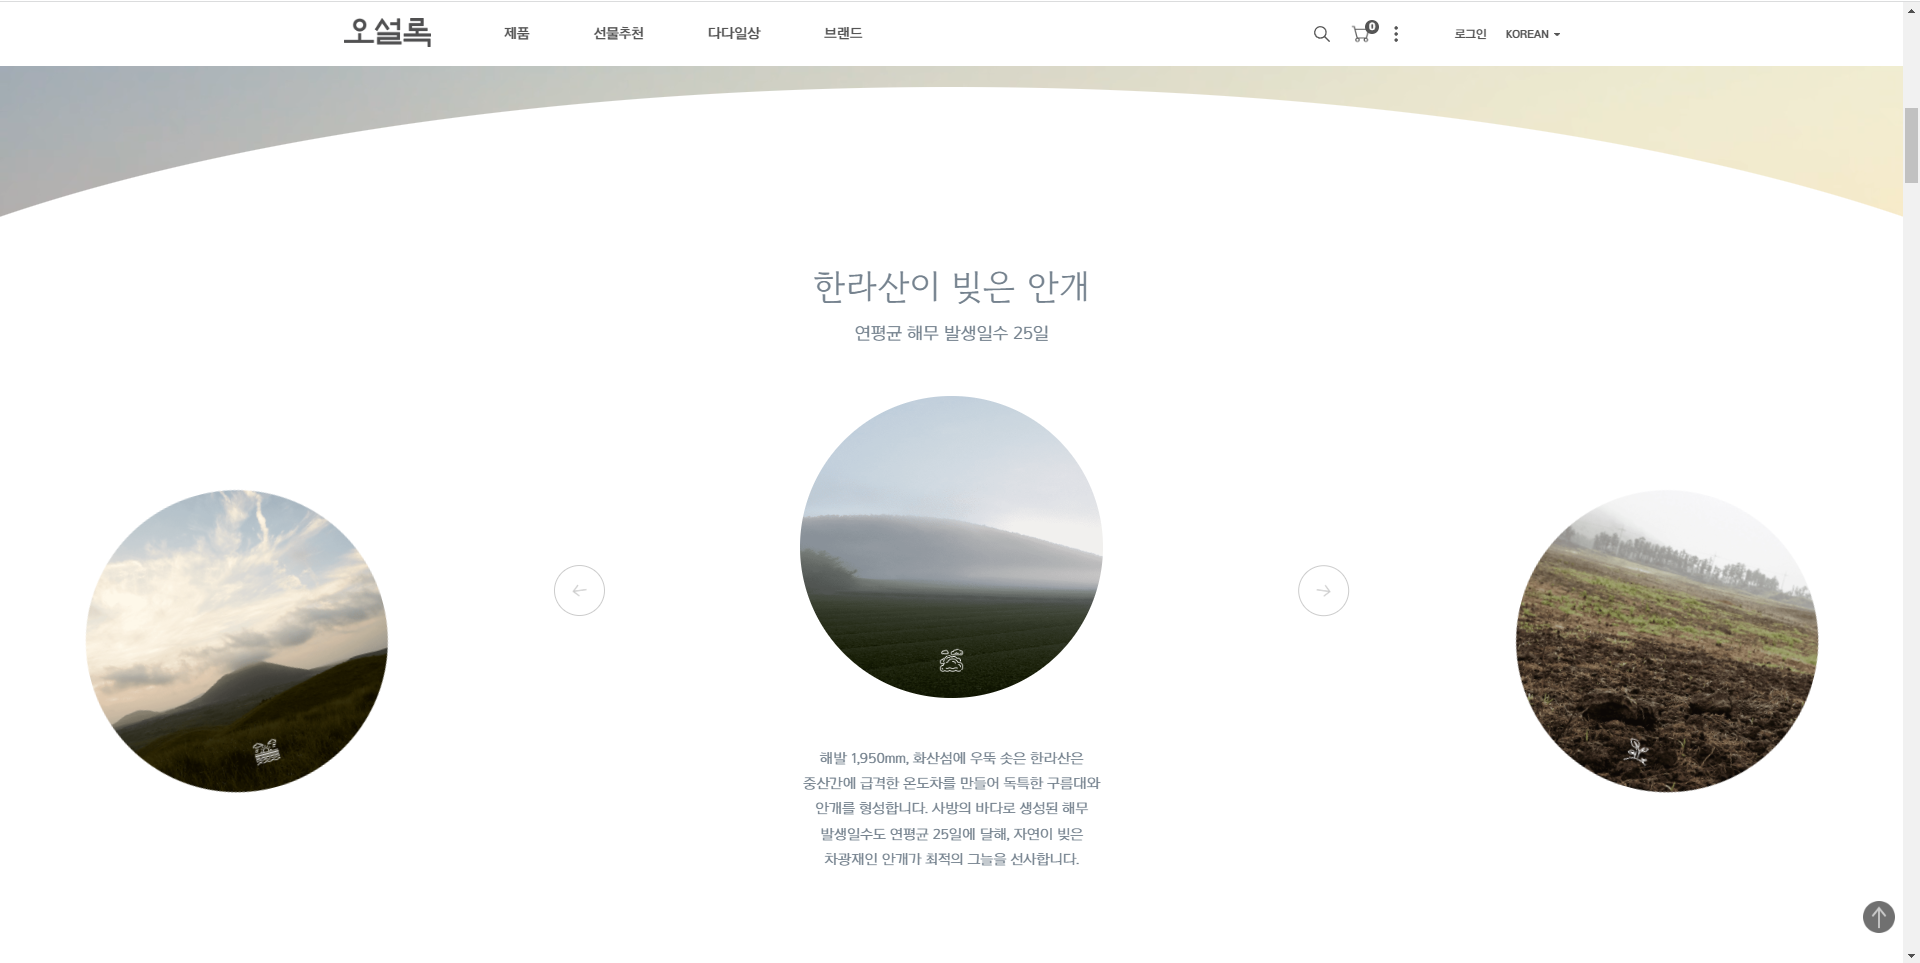 오설록
제품 선물추천 다다일상 브랜드
0
로그인 KOREAN
한라산이 빚은 안개
연평균 해무 발생일수 25일
해발 1,950mm, 화산섬에 우뚝 솟은 한라산은
중산간에 급격한 온도차를 만들어 독특한 구름대와
안개를 형성합니다. 사방의 바다로 생성된 해무
발생일수도 연평균 25일에 달해, 자연이 빚은
차광재인 안개가 최적의 그늘을 선사합니다.